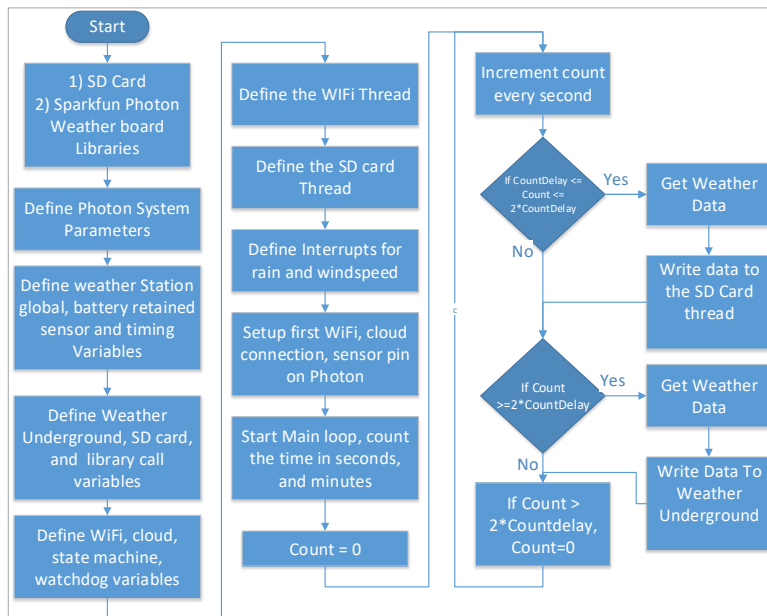 Start
1) SD Card
2) Sparkfun Photon
Weather board
Libraries
Define Photon System
Parameters
Define weather Station
global, battery retained
sensor and timing
Variables
Define Weather
Underground, SD card,
and library call
variables
Define WiFi, cloud,
state machine,
watchdog variables
Define the WIFi Thread
Define the SD card
Thread
Define Interrupts for
rain and windspeed
Setup first WiFi, cloud
connection, sensor pin
on Photon
Start Main loop, count
the time in seconds,
and minutes
Count = 0
c
Increment count
every second
If CountDelay <=
Count <=
2*CountDelay
Yes
No
Get Weather
Data
Write data to
the SD Card
thread
If Count
>=2*CountDelay
Yes
No
Get Weather
Data
Write Data To
Weather
Underground
If Count >
2*Countdelay,
Count=0